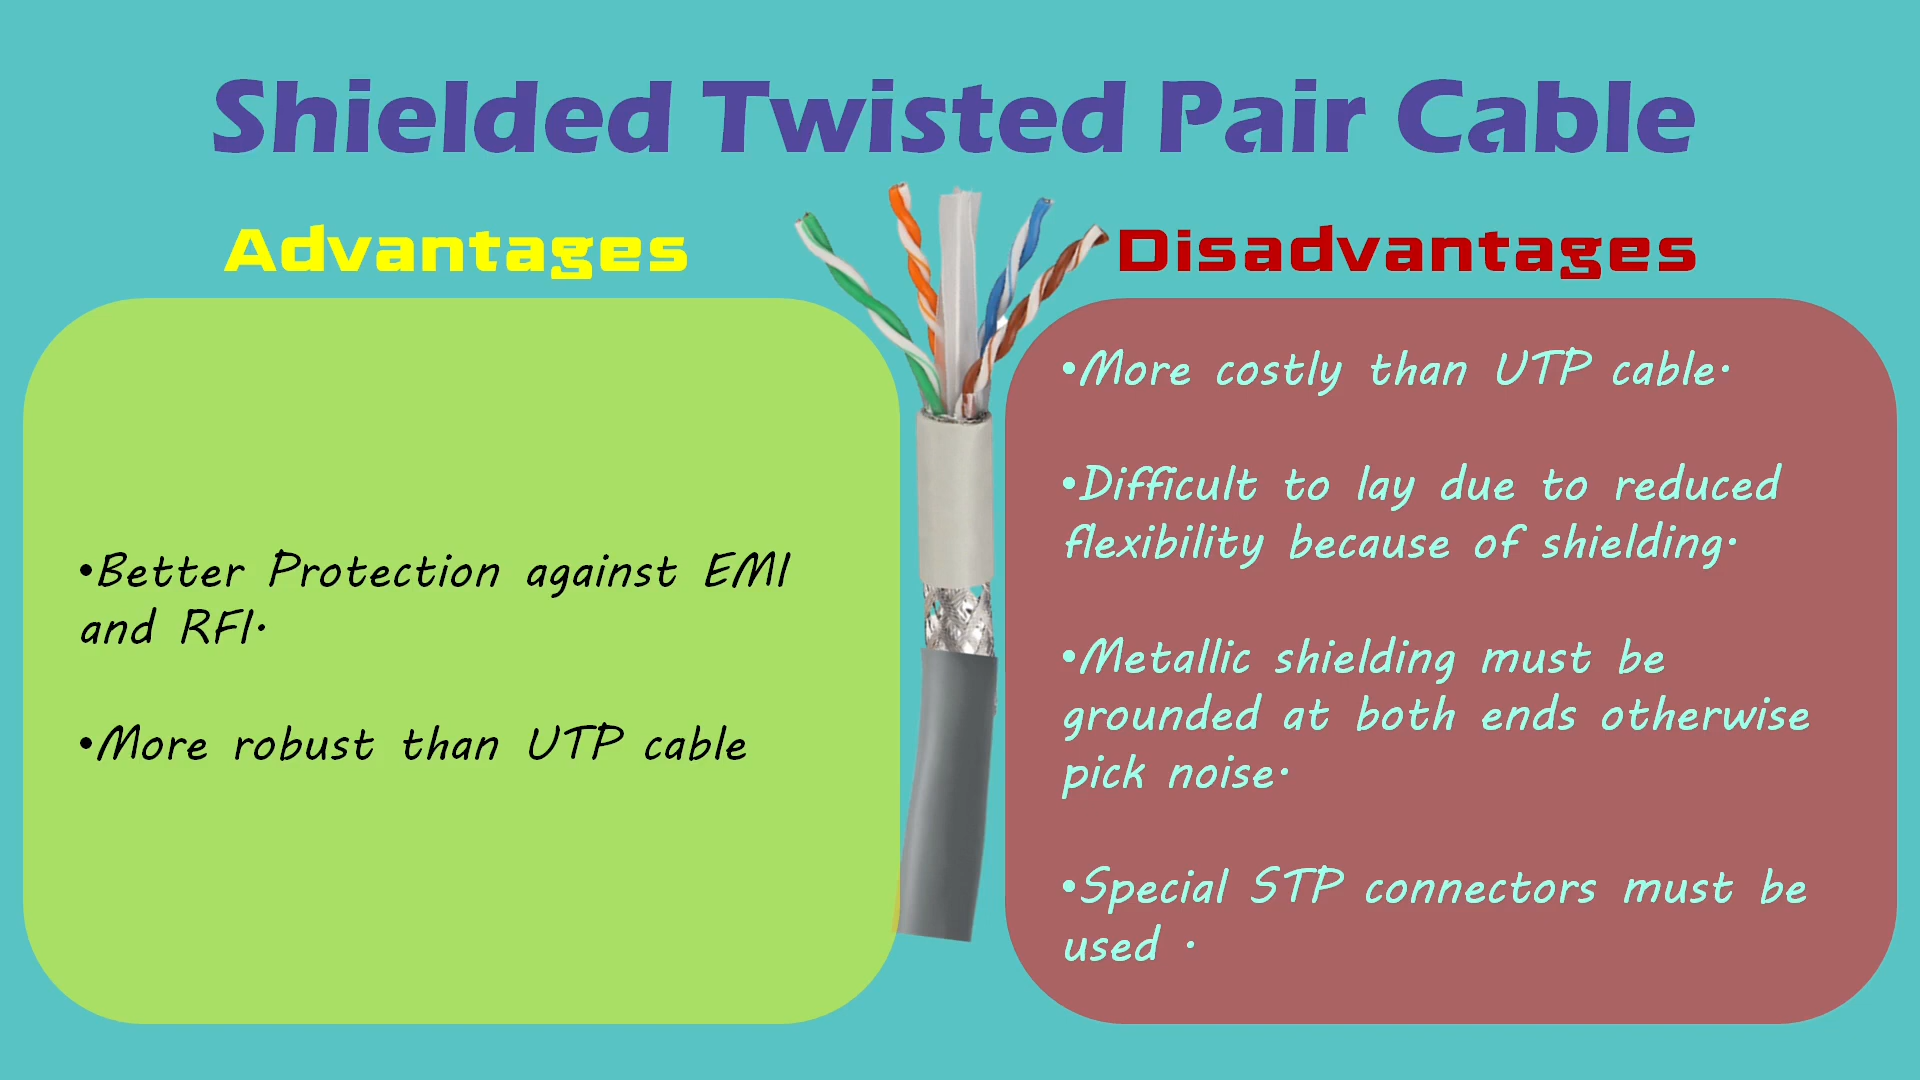 Shielded Twisted Pair Cable
Advantages
•Better Protection against EMI
and RFI.
•More robust than UTP cable
Disadvantages
•More costly than UTP cable.
•Difficult to lay due to reduced
flexibility because of shielding.
•Metallic shielding must be
grounded at both ends otherwise
pick noise.
•Special STP connectors must be
used .